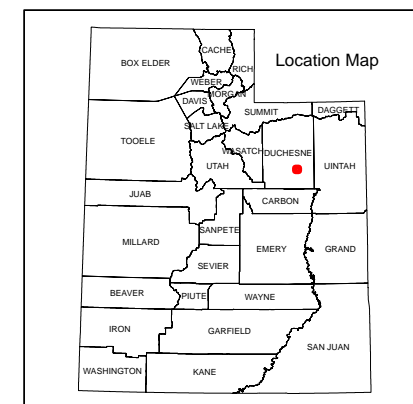 Location Map
BOX ELDER
CACHE
RICH
WEBER
MORGAN
DAVIS
SUMMIT
DAGGETT
SALT LAKE
TOOELE
WASATCH
DUCHESNE
UTAH
UINTAH
JUAB
CARBON
SANPETE
MILLARD
EMERY
GRAND
SEVIER
BEAVER
PIUTE
WAYNE
IRON
GARFIELD
SAN JUAN
WASHINGTON
KANE